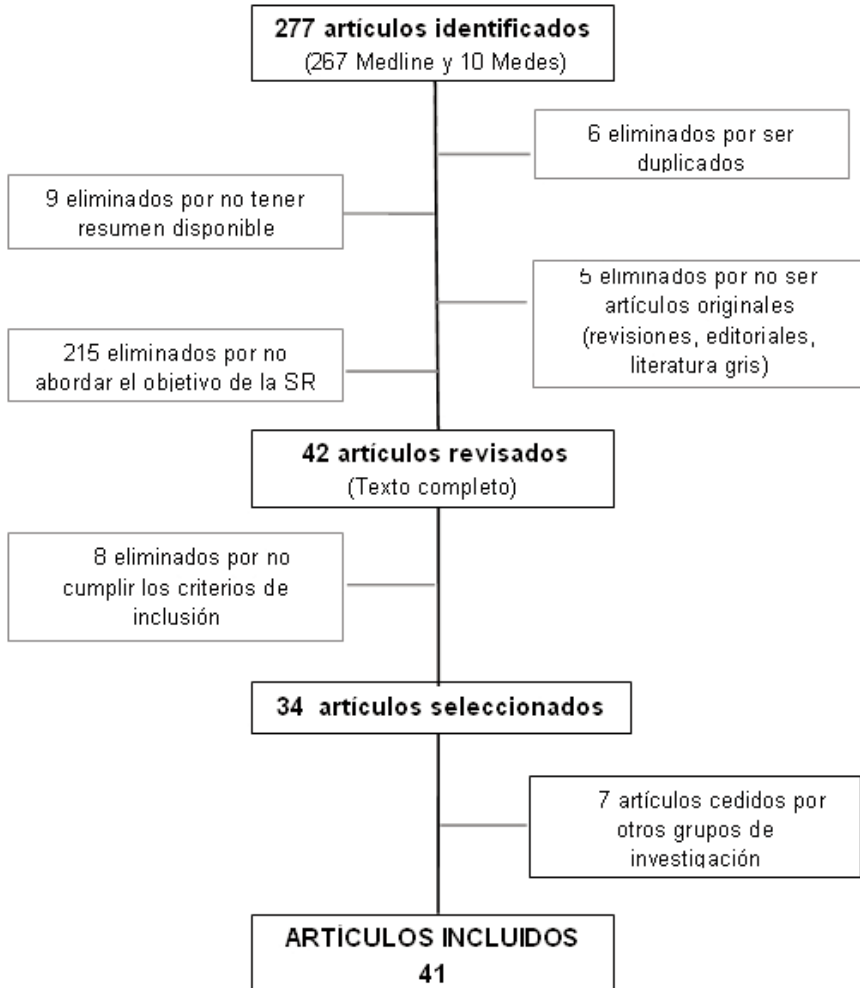 277 artículos identificados
(267 Medline y 10 Medes)
6 eliminados por ser
duplicados
9 eliminados por no tener
resumen disponible
5 eliminados por no ser
artículos originales
(revisiones, editoriales,
literatura gris)
215 eliminados por no
abordar el objetivo de la SR
42 artículos revisados
(Texto completo)
8 eliminados por no
cumplir los criterios de
inclusión
34 artículos seleccionados
7 artículos cedidos por
otros grupos de
investigación
ARTÍCULOS INCLUIDOS
41